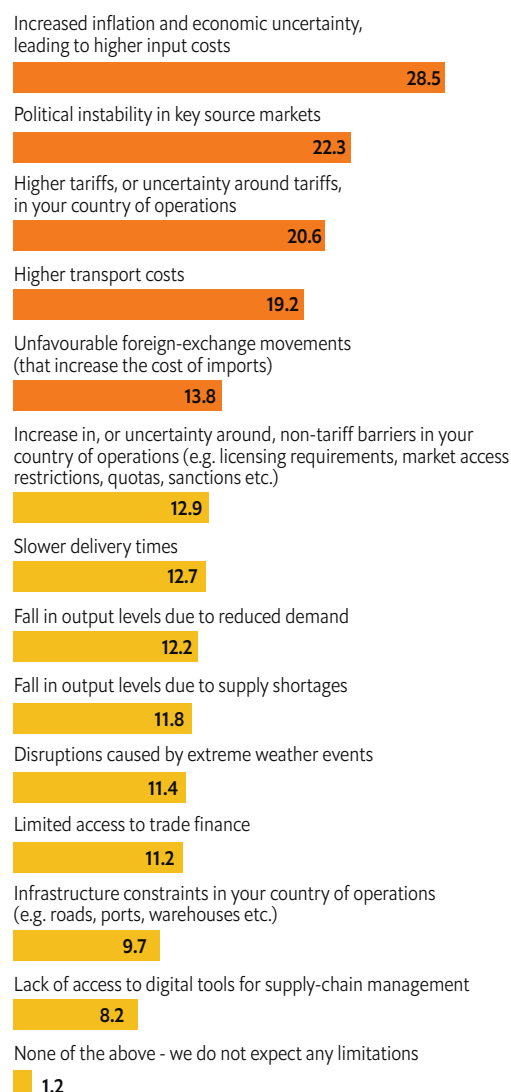 Increased inflation and economic uncertainty,
leading to higher input costs
28.5
Political instability in key source markets
22.3
Higher tariffs, or uncertainty around tariffs,
in your country of operations
20.6
Higher transport costs
19.2
Unfavourable foreign-exchange movements
(that increase the cost of imports)
13.8
Increase in, or uncertainty around, non-tariff barriers in your
country of operations (e.g. licensing requirements, market access
restrictions, quotas, sanctions etc.)
12.9
Slower delivery times
12.7
Fall in output levels due to reduced demand
12.2
Fall in output levels due to supply shortages
11.8
Disruptions caused by extreme weather events
11.4
Limited access to trade finance
11.2
Infrastructure constraints in your country of operations
(e.g. roads, ports, warehouses etc.)
9.7
Lack of access to digital tools for supply-chain management
8.2
None of the above - we do not expect any limitations
1.2